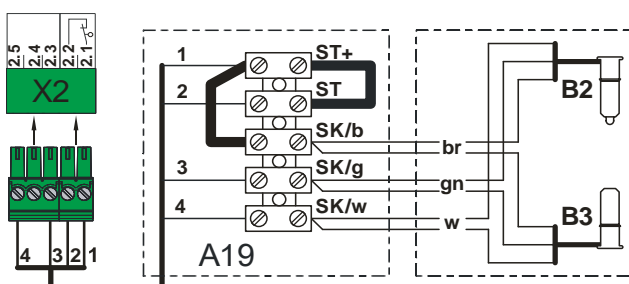 2.5 2.4 2.3 2.2 2.1
X2
4 3 2 1
1 ST+
2 ST
SK/b
3 SK/g
4 SK/w
A19
br
gn
w
B2
B3